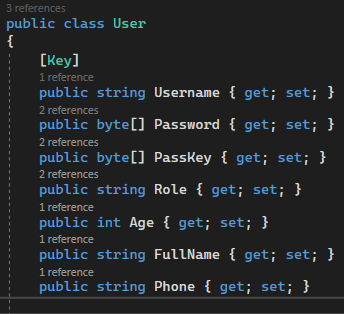 3 references
public class User
{
[Key]
1 reference
public string Username { get; set; }
2 references
public byte[] Password { get; set; }
2 references
public byte[] PassKey { get; set; }
2 references
public string Role { get; set; }
1 reference
public int Age { get; set; }
1 reference
public string FullName { get; set; }
1 reference
public string Phone { get; set; }